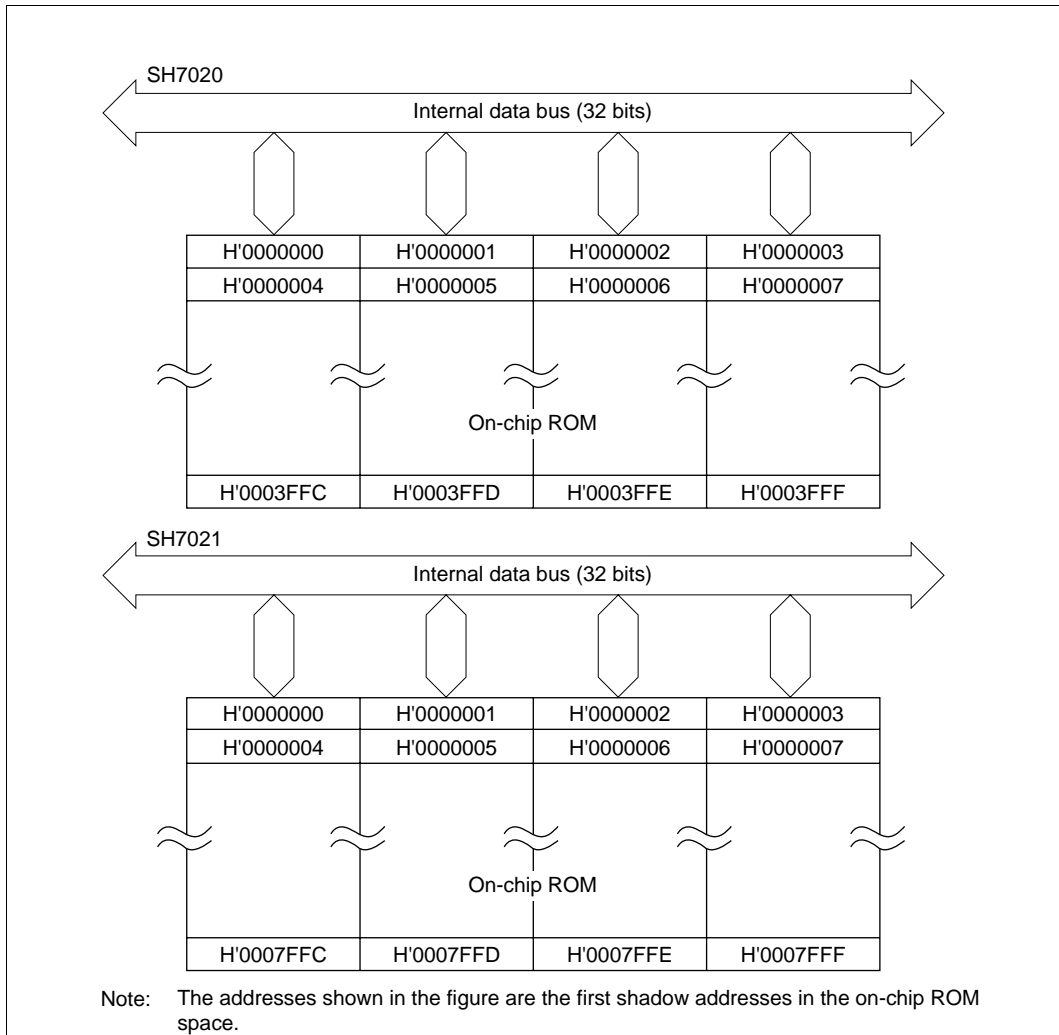 SH7020
Internal data bus (32 bits)
H'0000000 H'0000001 H'0000002 H'0000003
H'0000004 H'0000005 H'0000006 H'0000007
On-chip ROM
H'0003FFC H'0003FFD H'0003FFE H'0003FFF
SH7021
Internal data bus (32 bits)
H'0000000 H'0000001 H'0000002 H'0000003
H'0000004 H'0000005 H'0000006 H'0000007
On-chip ROM
H'0007FFC H'0007FFD H'0007FFE H'0007FFF
Note: The addresses shown in the figure are the first shadow addresses in the on-chip ROM
space.